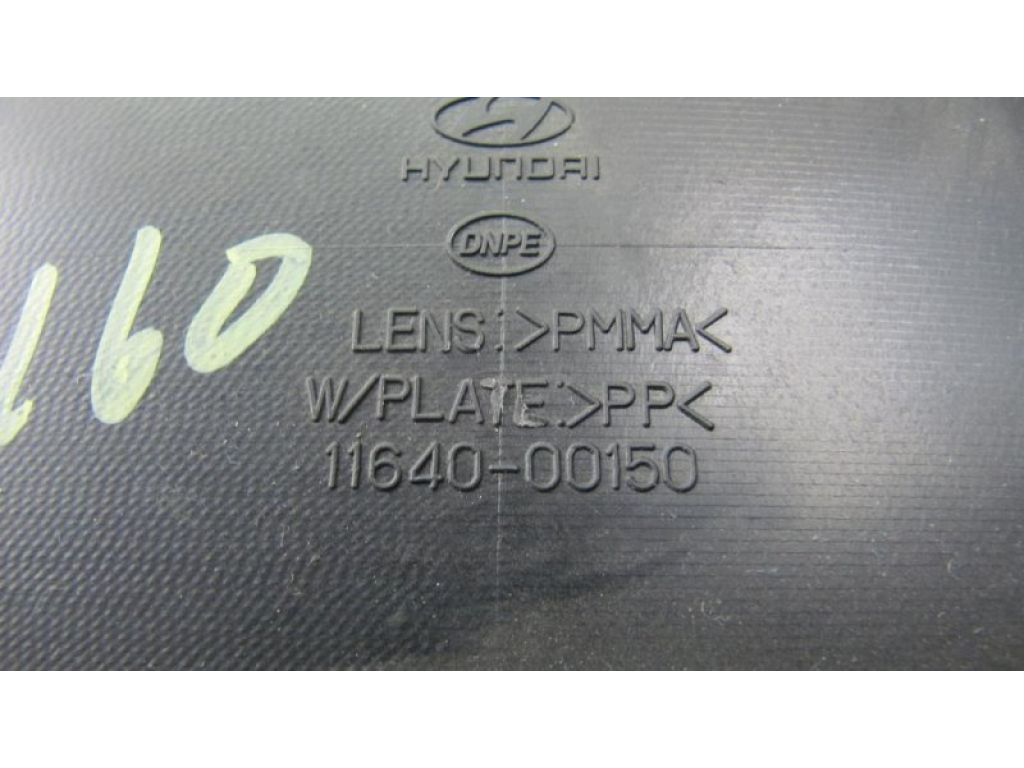 HYUNDAI
DNPE
160
LENS:>PMMA<
W/PLATE:>PP<
11640-00150